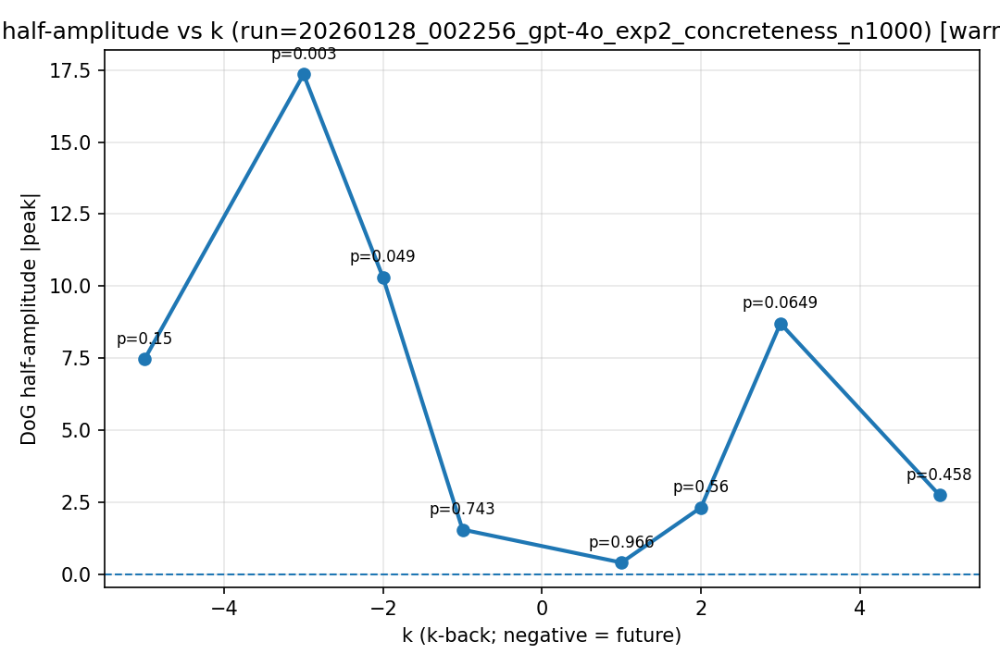 half-amplitude vs k (run=20260128_002256_gpt-4o_exp2_concreteness_n1000) [warr
p=0.003
17.5
15.0
12.5
p=0.049
10.0
p=0.0649
p=0.15
7.5
5.0
p=0.458
p=0.56
2.5
p=0.743
p=0.966
0.0
−4
−2
0
2
4
DoG half-amplitude |peak|
k (k-back; negative = future)